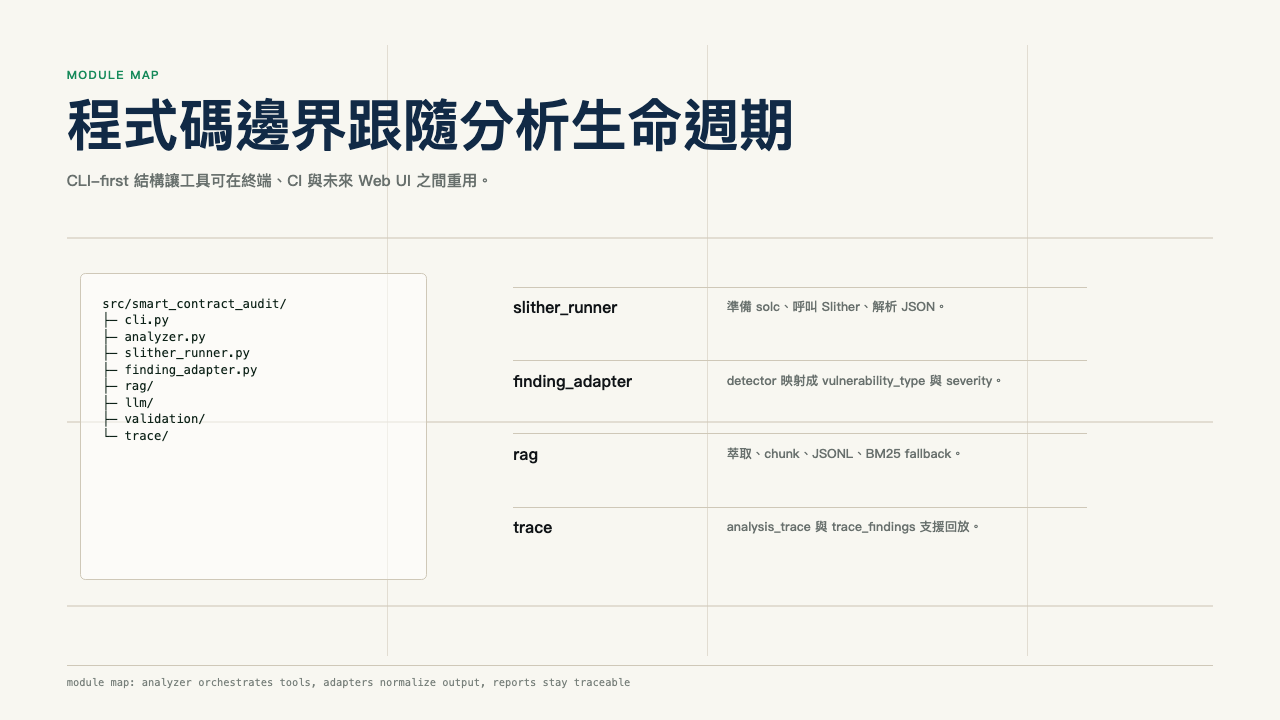 MODULE MAP
程式碼邊界跟隨分析生命週期
CLI-first 結構讓工具可在終端、CI 與未來 Web UI 之間重用。
src/smart_contract_audit/
├─ cli.py
├─ analyzer.py
├─ slither_runner.py
├─ finding_adapter.py
├─ rag/
├─ llm/
├─ validation/
└─ trace/
slither_runner
準備 solc、呼叫 Slither、解析 JSON。
finding_adapter
detector 映射成 vulnerability_type 與 severity。
rag
萃取、chunk、JSONL、BM25 fallback。
trace
analysis_trace 與 trace_findings 支援回放。
module map: analyzer orchestrates tools, adapters normalize output, reports stay traceable